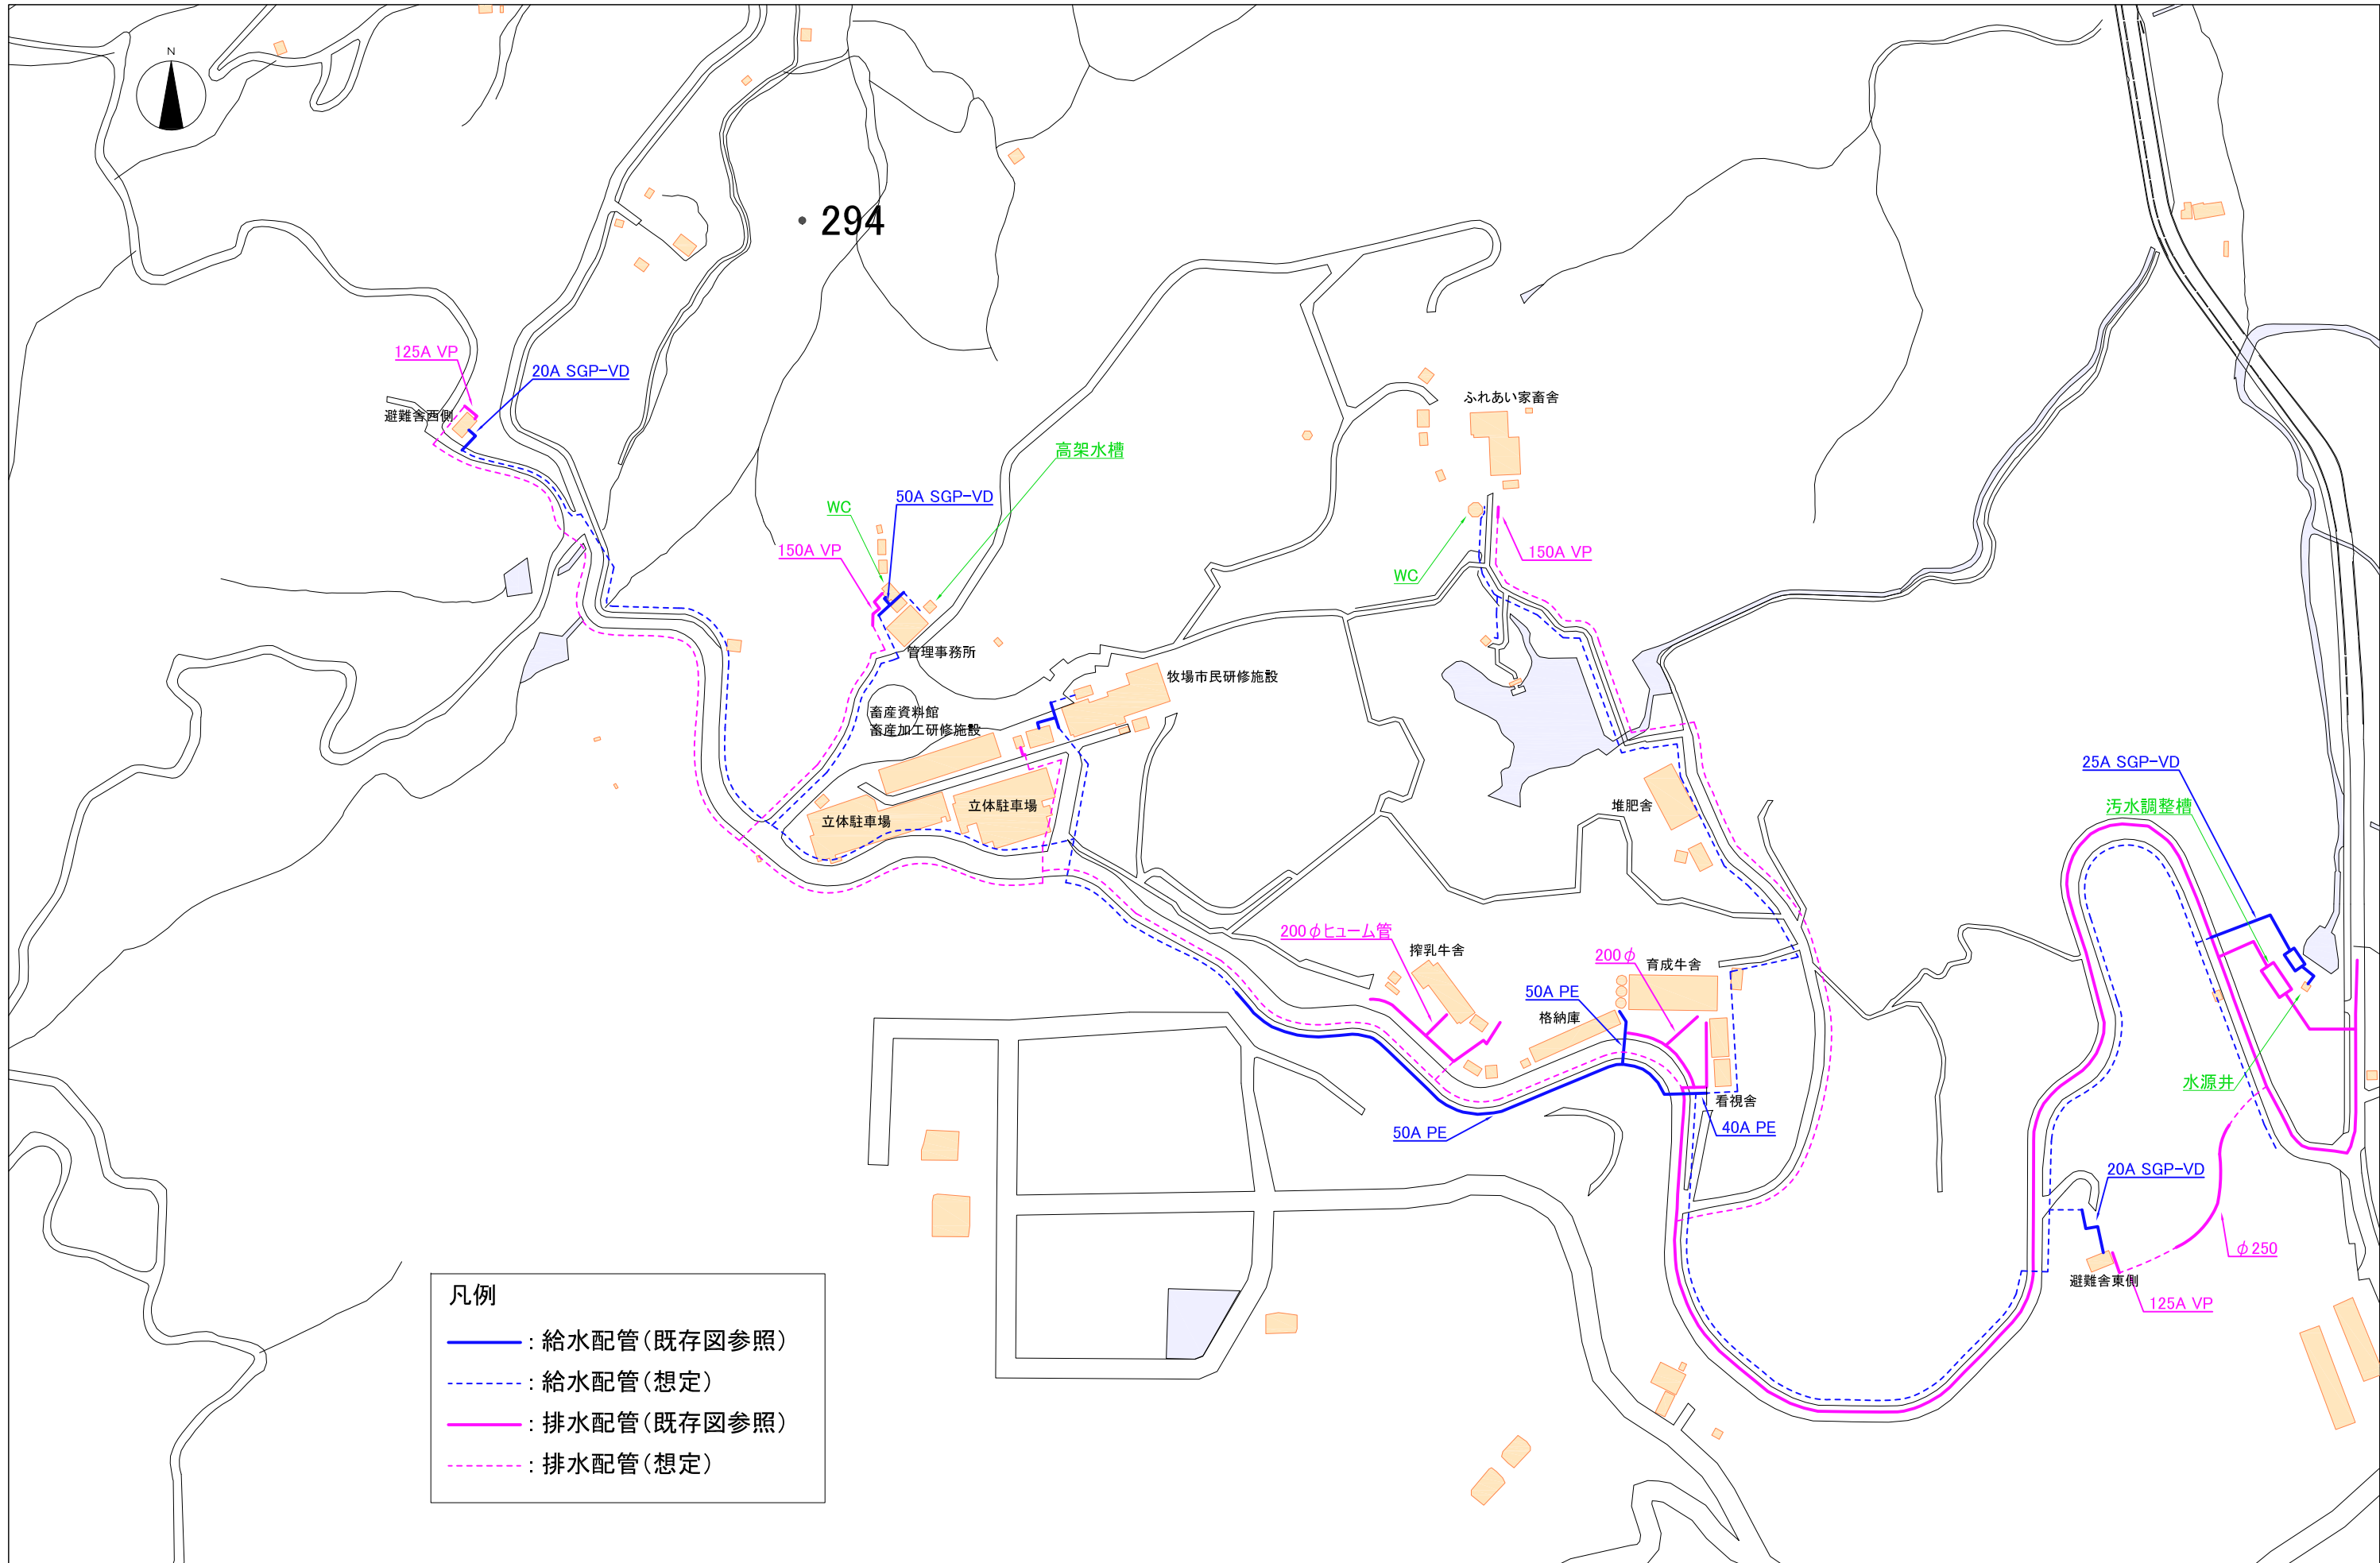 N
294
125A VP
20A SGP-VD
避難舎西側
ふれあい家畜舎
高架水槽
WC
50A SGP-VD
150A VP
150A VP
WC
管理事務所
牧場市民研修施設
畜産資料館
畜産加工研修施設
立体駐車場
立体駐車場
堆肥舎
25A SGP-VD
汚水調整槽
200φヒューム管
搾乳牛舎
200φ
育成牛舎
50A PE
格納庫
水源井
看視舎
50A PE
40A PE
20A SGP-VD
φ250
避難舎東側
125A VP
凡例
：給水配管（既存図参照）
：給水配管（想定）
：排水配管（既存図参照）
：排水配管（想定）